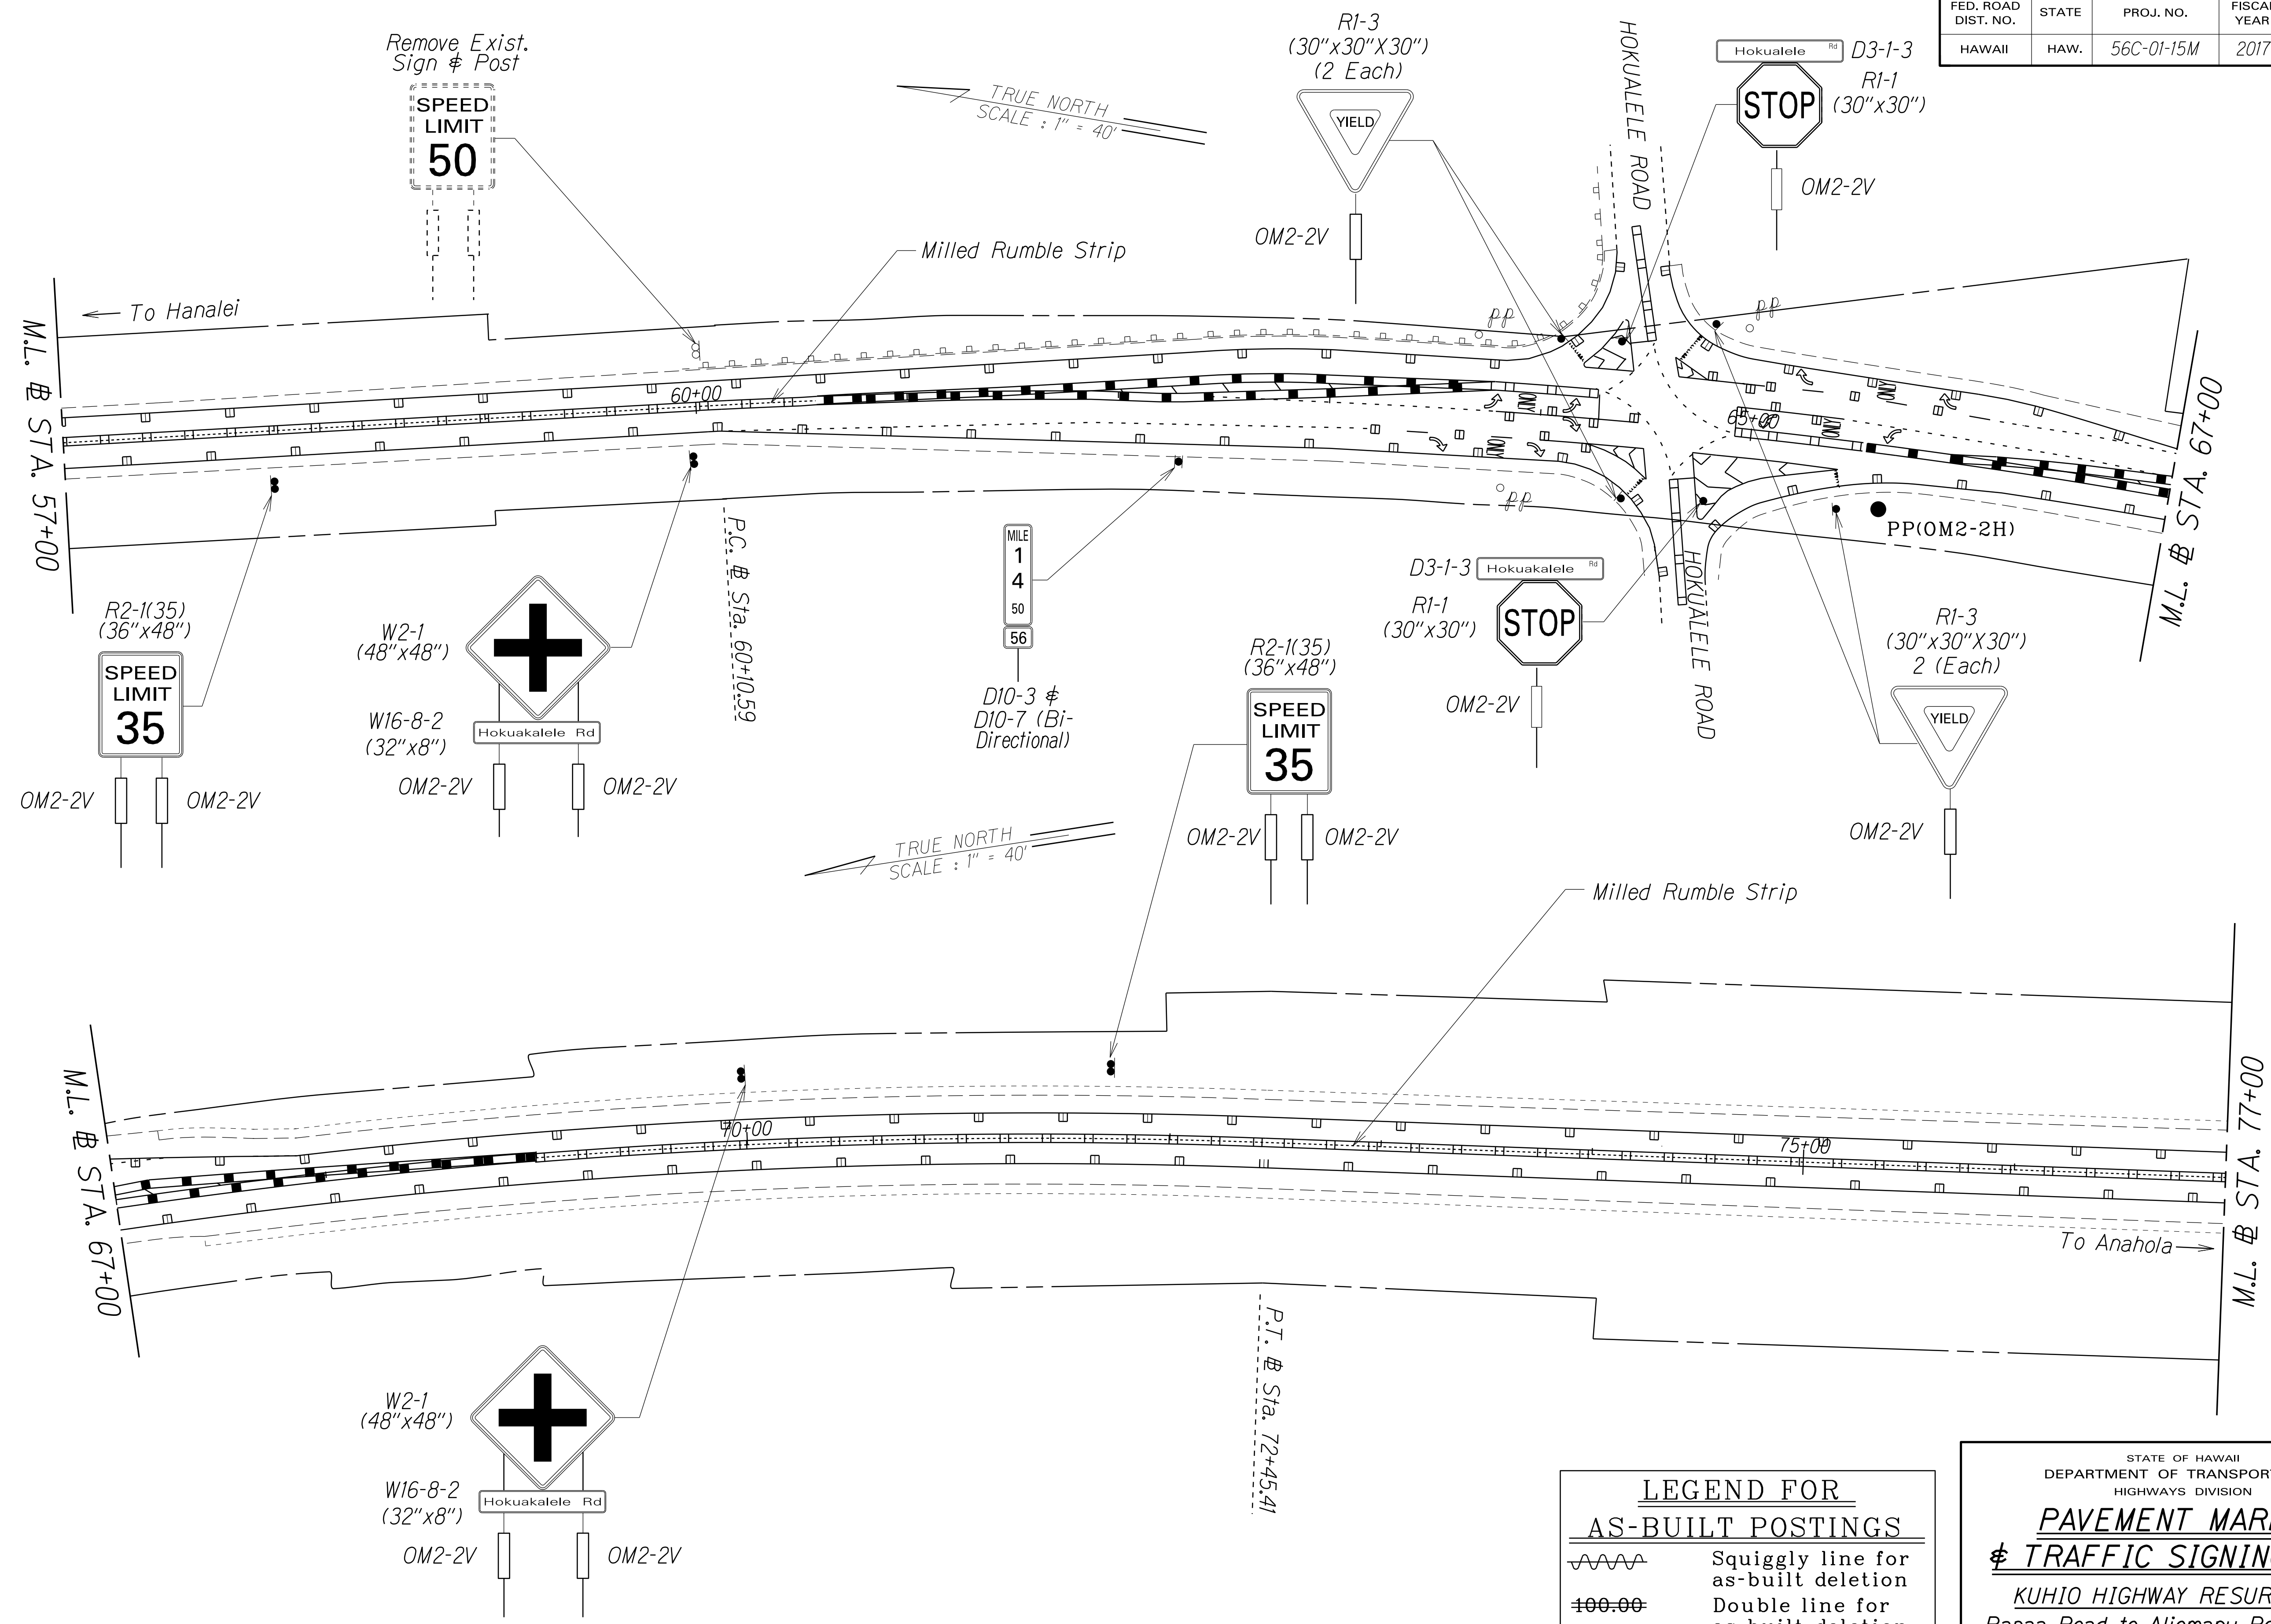 FED. ROAD DIST. NO.
STATE
PROJ. NO.
FISCAL YEAR
HAWAII
HAW.
56C-01-15M
2017
Remove Exist.
Sign & Post
SPEED
LIMIT
50
TRUE NORTH
SCALE : 1" = 40'
R1-3
(30"x30"X30")
(2 Each)
YIELD
OM2-2V
HOKUALELE ROAD
Hokualele Rd
D3-1-3
R1-1
(30"x30")
STOP
OM2-2V
Milled Rumble Strip
To Hanalei
M.L. B STA. 57+00
60+00
pp
pp
ONLY
ONLY
ONLY
ONLY
65+00
pp
PP(OM2-2H)
M.L. B STA. 67+00
P.C. B Sta. 60+10.59
HOKUALELE ROAD
R2-1(35)
(36"x48")
SPEED
LIMIT
35
OM2-2V
OM2-2V
W2-1
(48"x48")
W16-8-2
(32"x8")
Hokuakalele Rd
OM2-2V
OM2-2V
MILE
1
4
50
56
D10-3 &
D10-7 (Bi-
Directional)
D3-1-3
Hokuakalele Rd
R1-1
(30"x30")
STOP
OM2-2V
R1-3
(30"x30"X30")
2 (Each)
YIELD
OM2-2V
R2-1(35)
(36"x48")
SPEED
LIMIT
35
OM2-2V
OM2-2V
TRUE NORTH
SCALE : 1" = 40'
Milled Rumble Strip
M.L. B STA. 67+00
70+00
75+00
To Anahola
M.L. B STA. 77+00
P.T. B Sta. 72+45.41
W2-1
(48"x48")
W16-8-2
(32"x8")
Hokuakalele Rd
OM2-2V
OM2-2V
LEGEND FOR
AS-BUILT POSTINGS
Squiggly line for
as-built deletion
100.00
Double line for
as-built deletion
STATE OF HAWAII
DEPARTMENT OF TRANSPOR
HIGHWAYS DIVISION
PAVEMENT MAR
& TRAFFIC SIGNIN
KUHIO HIGHWAY RESUR